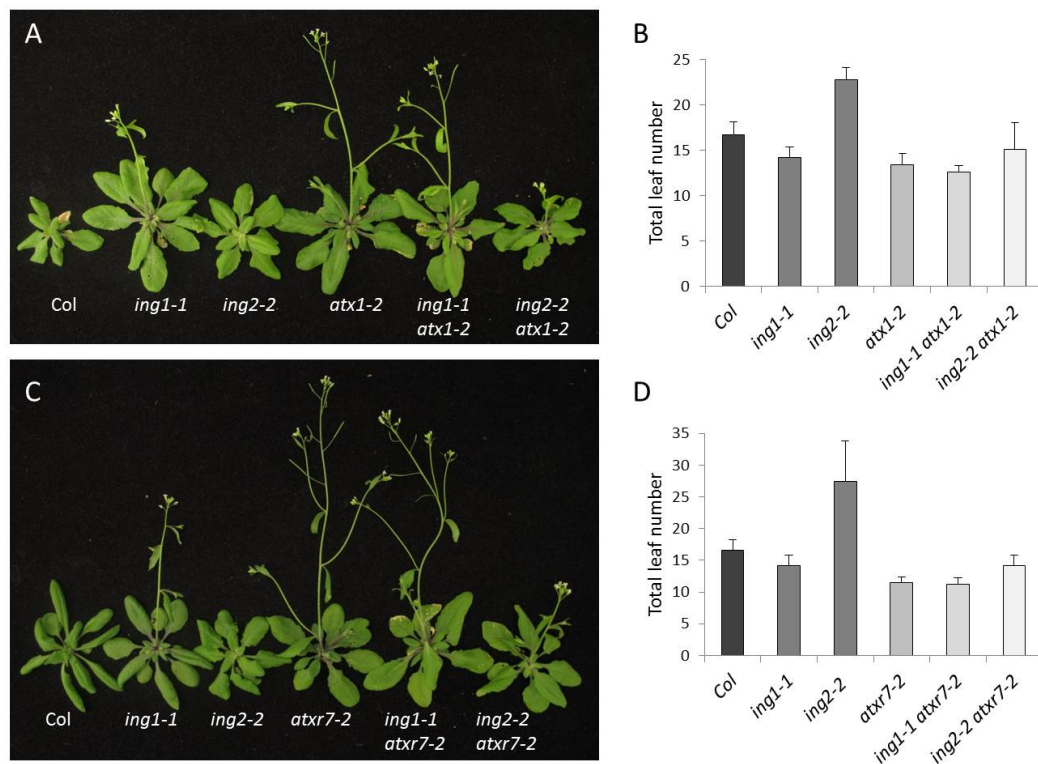 A
Col
ing1-1
ing2-2
atx1-2
ing1-1
atx1-2
ing2-2
atx1-2
B
Total leaf number
25
20
15
10
5
0
Col
ing1-1
ing2-2
atx1-2
ing1-1 atx1-2
ing2-2 atx1-2
C
Col
ing1-1
ing2-2
atxr7-2
ing1-1
atxr7-2
ing2-2
atxr7-2
D
Total leaf number
35
30
25
20
15
10
5
0
Col
ing1-1
ing2-2
atxr7-2
ing1-1 atxr7-2
ing2-2 atxr7-2